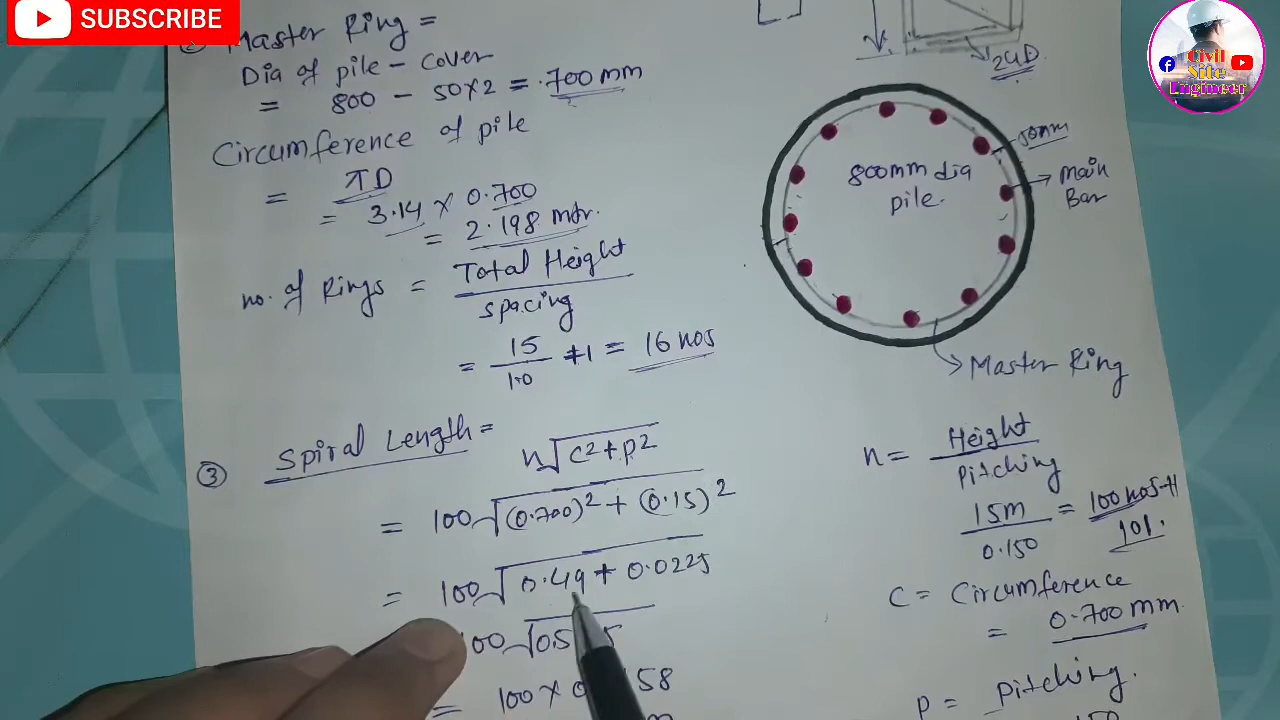 SUBSCRIBE
Master Ring =
Dia of pile - cover
= 800 - 50×2 = 700 mm
Circumference of pile
= πD
= 3.14 × 0.700
= 2.198 mtr.
no. of Rings = Total Height
spacing
= 15 +1 = 16 nos
1.0
③ Spiral Length =
n√c²+p²
= 100√(0.700)²+(0.15)²
= 100√0.49+0.0225
100 ×
24D
50mm
800mm dia
pile.
main
Bar
Master Ring
n = Height
Pitching
15m = 100 nos+1
0.150 101.
C = Circumference
= 0.700 mm.
P = Pitching.
Civil
Site
Engineer